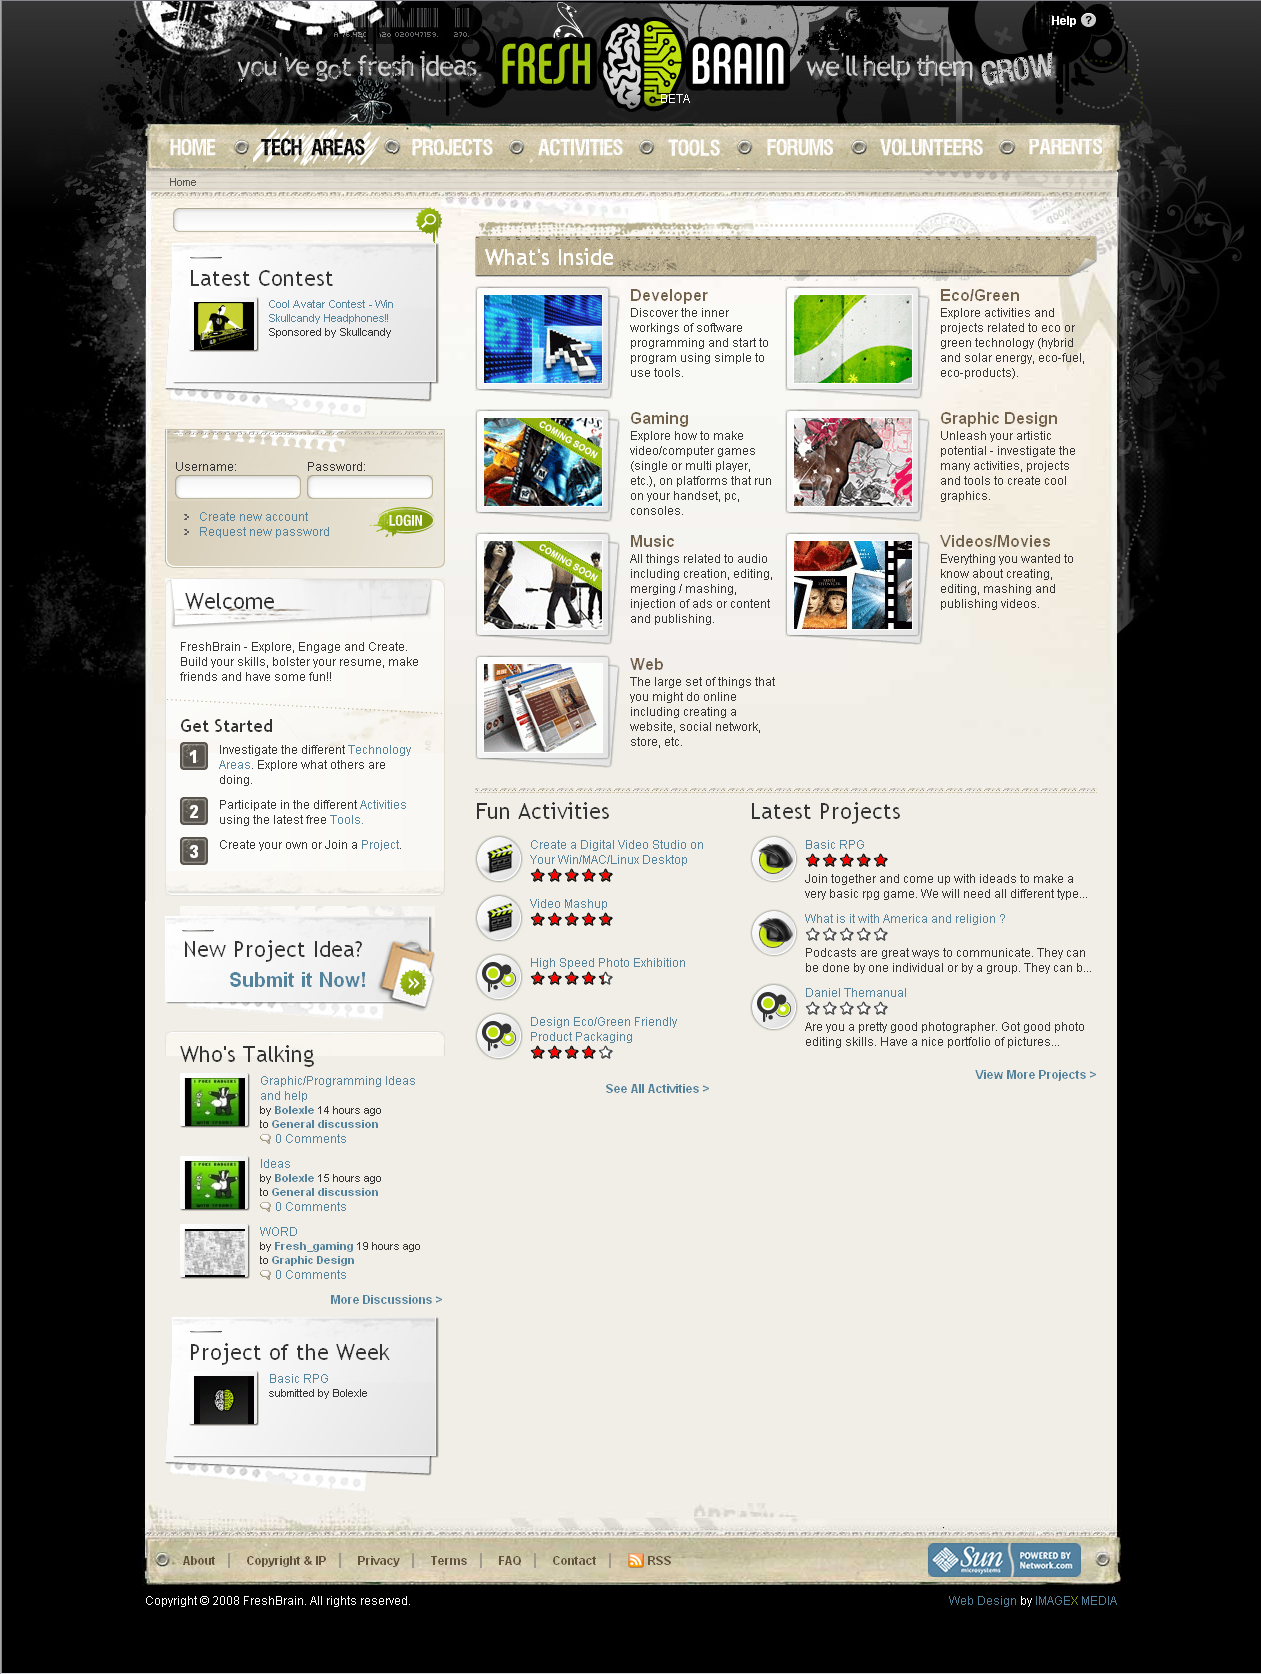 Help ?
you've got fresh ideas.
FRESH BRAIN
BETA
we'll help them GROW
HOME
TECH AREAS
PROJECTS
ACTIVITIES
TOOLS
FORUMS
VOLUNTEERS
PARENTS
Home
Latest Contest
Cool Avatar Contest - Win
Skullcandy Headphones!!
Sponsored by Skullcandy
Username:
Password:
> Create new account
> Request new password
LOGIN
Welcome
FreshBrain - Explore, Engage and Create.
Build your skills, bolster your resume, make
friends and have some fun!!
Get Started
1 Investigate the different Technology
Areas. Explore what others are
doing.
2 Participate in the different Activities
using the latest free Tools.
3 Create your own or Join a Project.
New Project Idea?
Submit it Now!
Who's Talking
Graphic/Programming Ideas
and help
by Bolexle 14 hours ago
to General discussion
0 Comments
Ideas
by Bolexle 15 hours ago
to General discussion
0 Comments
WORD
by Fresh_gaming 19 hours ago
to Graphic Design
0 Comments
More Discussions >
Project of the Week
Basic RPG
submitted by Bolexle
What's Inside
Developer
Discover the inner
workings of software
programming and start to
program using simple to
use tools.
Eco/Green
Explore activities and
projects related to eco or
green technology (hybrid
and solar energy, eco-fuel,
eco-products).
COMING SOON
Gaming
Explore how to make
video/computer games
(single or multi player,
etc.), on platforms that run
on your handset, pc,
consoles.
Graphic Design
Unleash your artistic
potential - investigate the
many activities, projects
and tools to create cool
graphics.
COMING SOON
Music
All things related to audio
including creation, editing,
merging / mashing,
injection of ads or content
and publishing.
Videos/Movies
Everything you wanted to
know about creating,
editing, mashing and
publishing videos.
Web
The large set of things that
you might do online
including creating a
website, social network,
store, etc.
Fun Activities
Create a Digital Video Studio on
Your Win/MAC/Linux Desktop
Video Mashup
High Speed Photo Exhibition
Design Eco/Green Friendly
Product Packaging
See All Activities >
Latest Projects
Basic RPG
Join together and come up with ideads to make a
very basic rpg game. We will need all different type...
What is it with America and religion ?
Podcasts are great ways to communicate. They can
be done by one individual or by a group. They can b...
Daniel Themanual
Are you a pretty good photographer. Got good photo
editing skills. Have a nice portfolio of pictures...
View More Projects >
About | Copyright & IP | Privacy | Terms | FAQ | Contact | RSS
Sun microsystems
POWERED BY
Network.com
Copyright © 2008 FreshBrain. All rights reserved.
Web Design by IMAGEX MEDIA